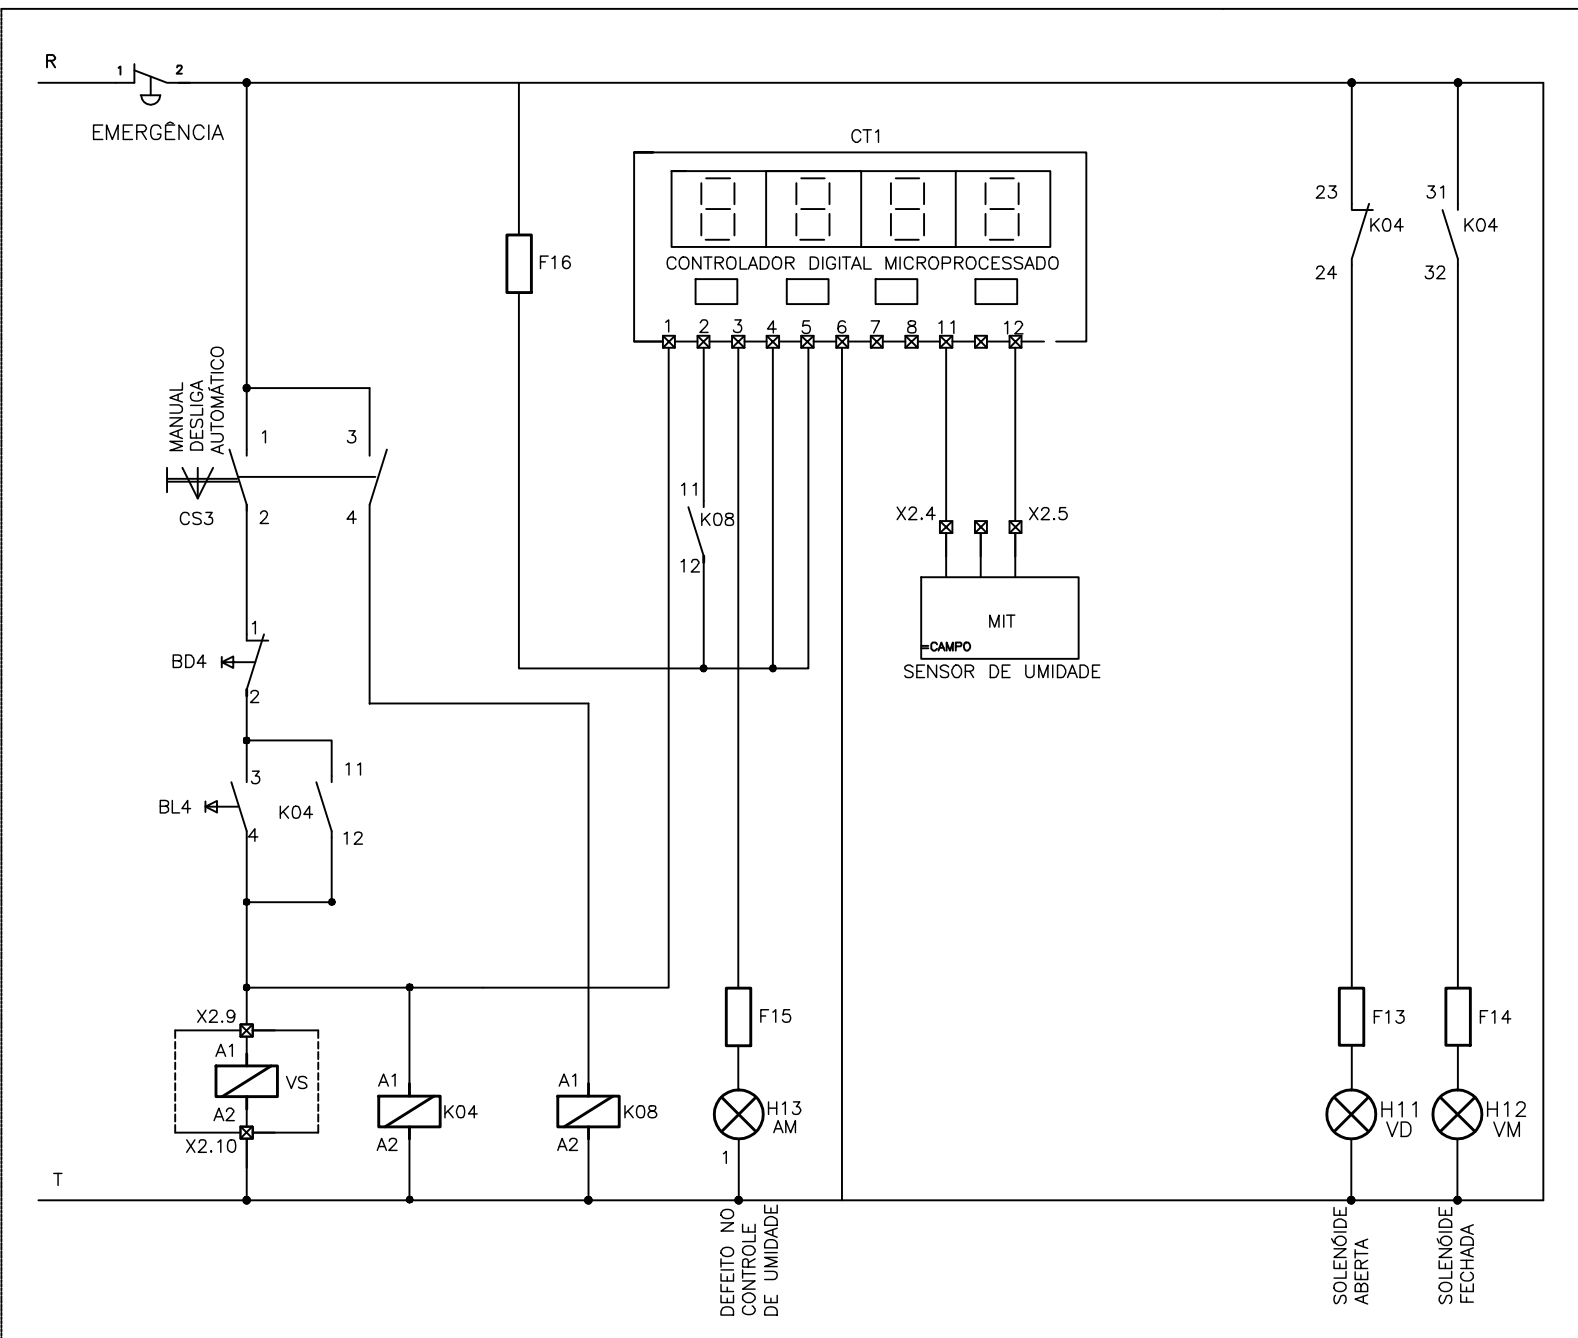 R
1 2
EMERGÊNCIA
CT1
CONTROLADOR DIGITAL MICROPROCESSADO
1 2 3 4 5 6 7 8 11 12
F16
23
K04
24
31
K04
32
MANUAL
DESLIGA
AUTOMÁTICO
1
3
CS3
2
4
11
K08
12
X2.4
X2.5
MIT
=CAMPO
SENSOR DE UMIDADE
1
BD4
2
3
BL4
4
11
K04
12
X2.9
A1
VS
A2
X2.10
A1
K04
A2
A1
K08
A2
F15
H13
AM
1
F13
H11
VD
F14
H12
VM
T
DEFEITO NO
CONTROLE
DE UMIDADE
SOLENÓIDE
ABERTA
SOLENÓIDE
FECHADA